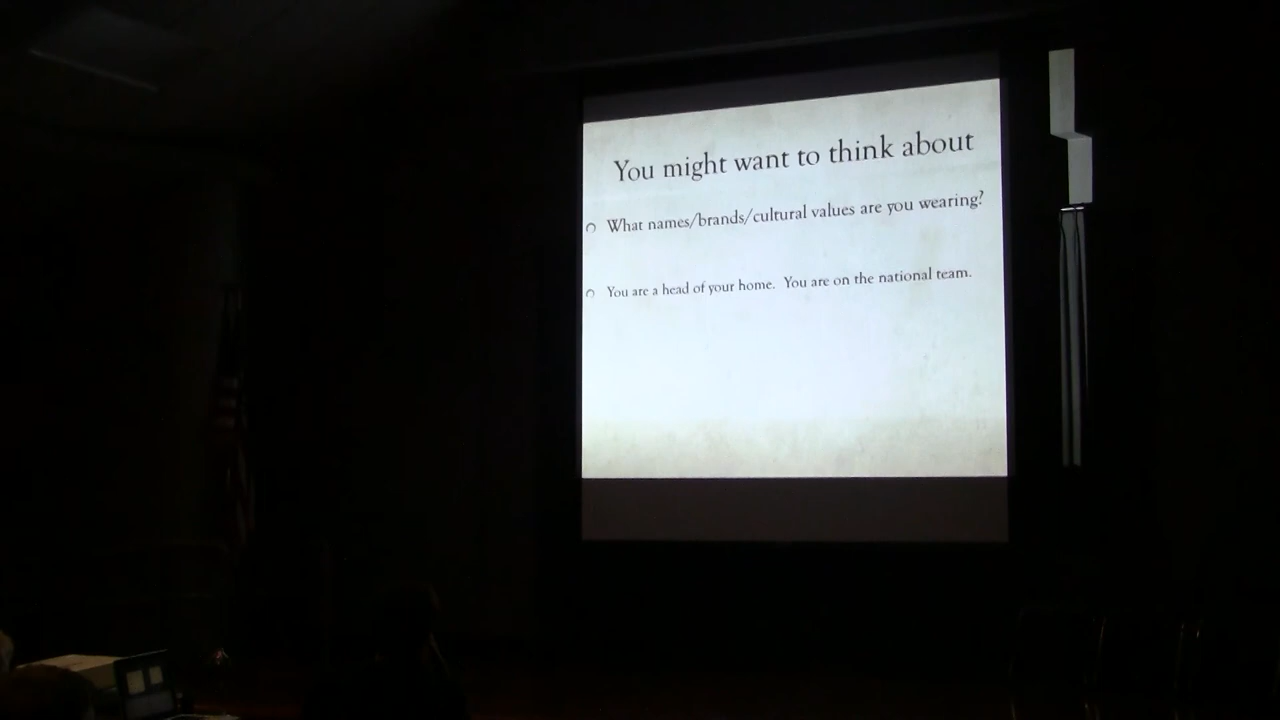 You might want to think about
What names/brands/cultural values are you wearing?
You are a head of your home. You are on the national team.